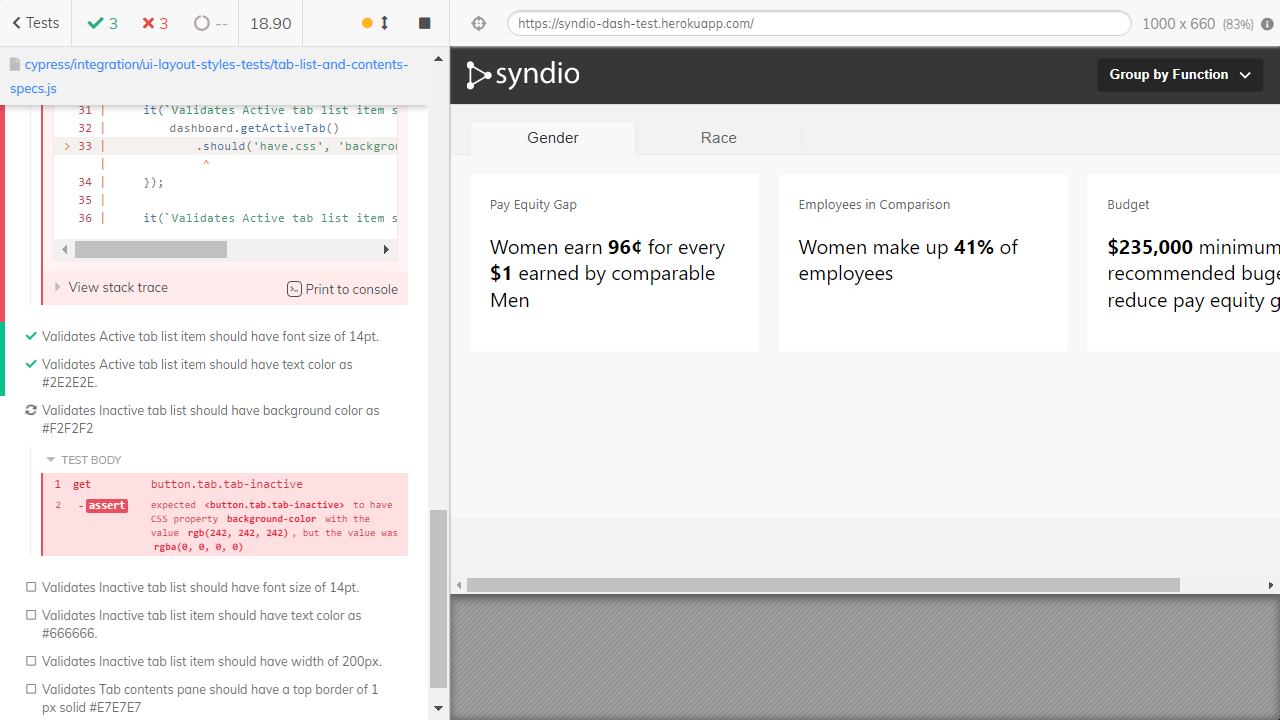 Tests
3
3
--
18.90
https://syndio-dash-test.herokuapp.com/
1000 x 660 (83%)
cypress/integration/ui-layout-styles-tests/tab-list-and-contents-
specs.js
31 | it(`Validates Active tab list item s
32 | dashboard.getActiveTab()
> 33 | .should('have.css', 'backgrou
| ^
34 | });
35 |
36 | it(`Validates Active tab list item s
View stack trace
Print to console
Validates Active tab list item should have font size of 14pt.
Validates Active tab list item should have text color as
#2E2E2E.
Validates Inactive tab list should have background color as
#F2F2F2
TEST BODY
1 get button.tab.tab-inactive
2 -assert expected <button.tab.tab-inactive> to have
CSS property background-color with the
value rgb(242, 242, 242), but the value was
rgba(0, 0, 0, 0)
Validates Inactive tab list should have font size of 14pt.
Validates Inactive tab list item should have text color as
#666666.
Validates Inactive tab list item should have width of 200px.
Validates Tab contents pane should have a top border of 1
px solid #E7E7E7
syndio
Group by Function
Gender
Race
Pay Equity Gap
Women earn 96¢ for every
$1 earned by comparable
Men
Employees in Comparison
Women make up 41% of
employees
Budget
$235,000 minimum
recommended buge
reduce pay equity g